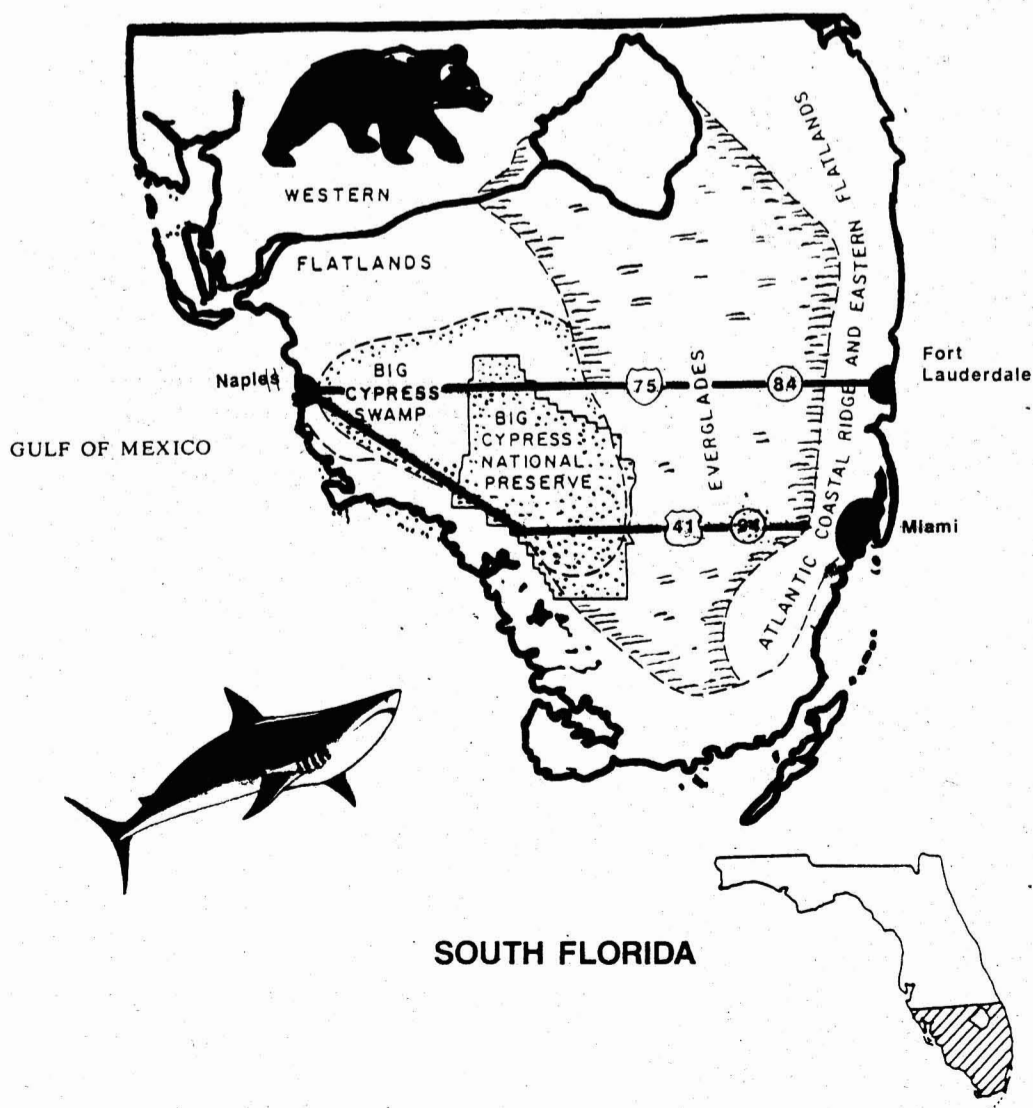 WESTERN
FLATLANDS
BIG
CYPRESS
SWAMP
BIG
CYPRESS
NATIONAL
PRESERVE
EVERGLADES
ATLANTIC COASTAL RIDGE AND EASTERN FLATLANDS
Naples
75
84
Fort
Lauderdale
GULF OF MEXICO
41
Miami
SOUTH FLORIDA